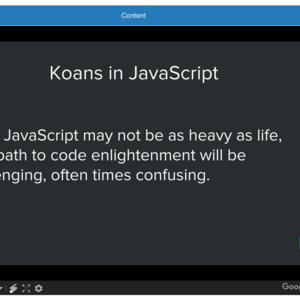 Content
Koans in JavaScript
JavaScript may not be as heavy as life,
path to code enlightenment will be
enging, often times confusing.
Goog